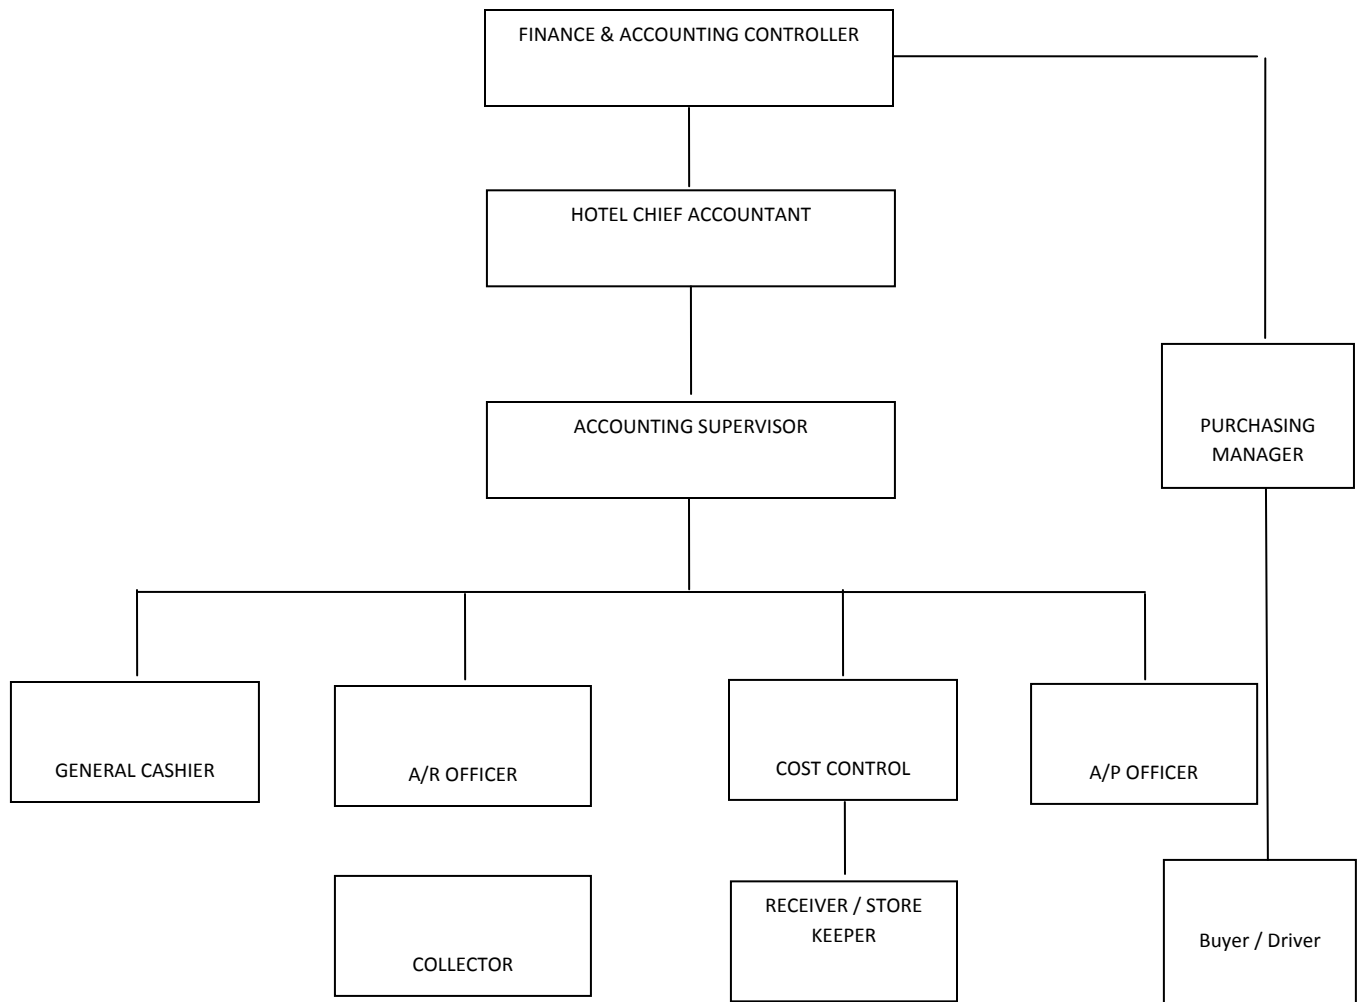 FINANCE & ACCOUNTING CONTROLLER
HOTEL CHIEF ACCOUNTANT
ACCOUNTING SUPERVISOR
PURCHASING
MANAGER
GENERAL CASHIER
A/R OFFICER
COST CONTROL
A/P OFFICER
COLLECTOR
RECEIVER / STORE
KEEPER
Buyer / Driver